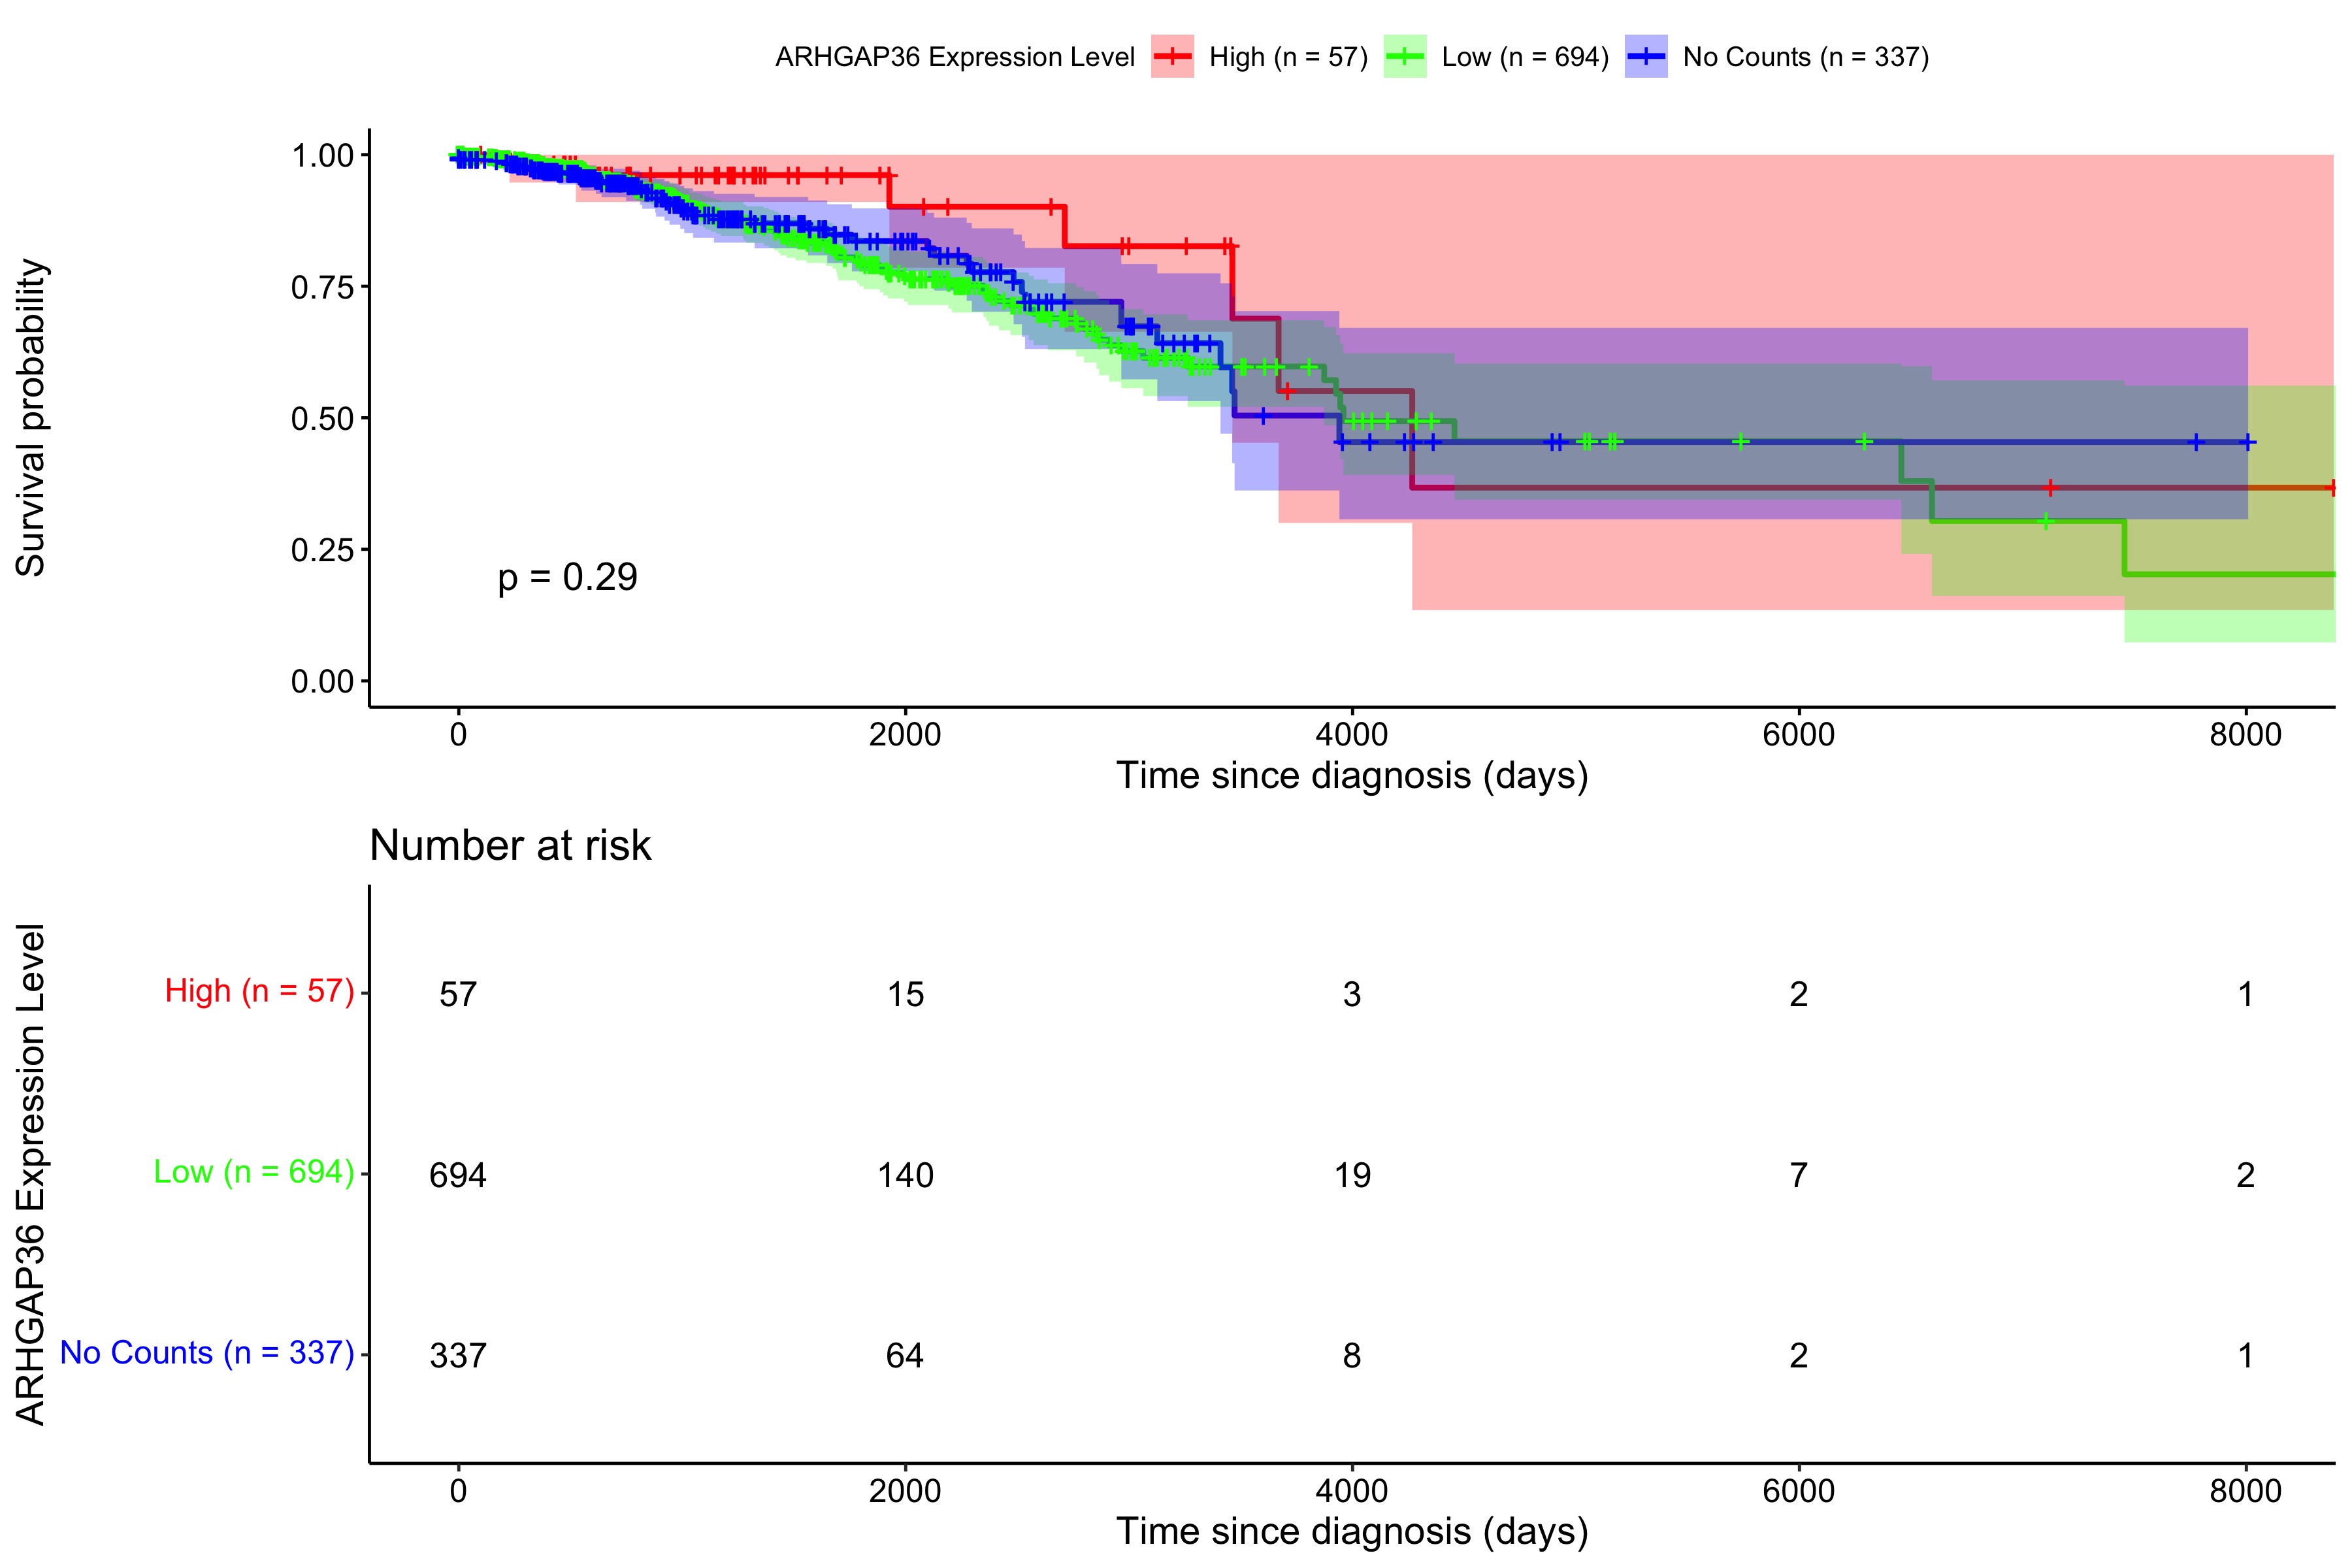 ARHGAP36 Expression Level High (n = 57) Low (n = 694) No Counts (n = 337)
Survival probability
1.00
0.75
0.50
0.25
0.00
p = 0.29
0 2000 4000 6000 8000
Time since diagnosis (days)
Number at risk
ARHGAP36 Expression Level
High (n = 57) 57 15 3 2 1
Low (n = 694) 694 140 19 7 2
No Counts (n = 337) 337 64 8 2 1
0 2000 4000 6000 8000
Time since diagnosis (days)